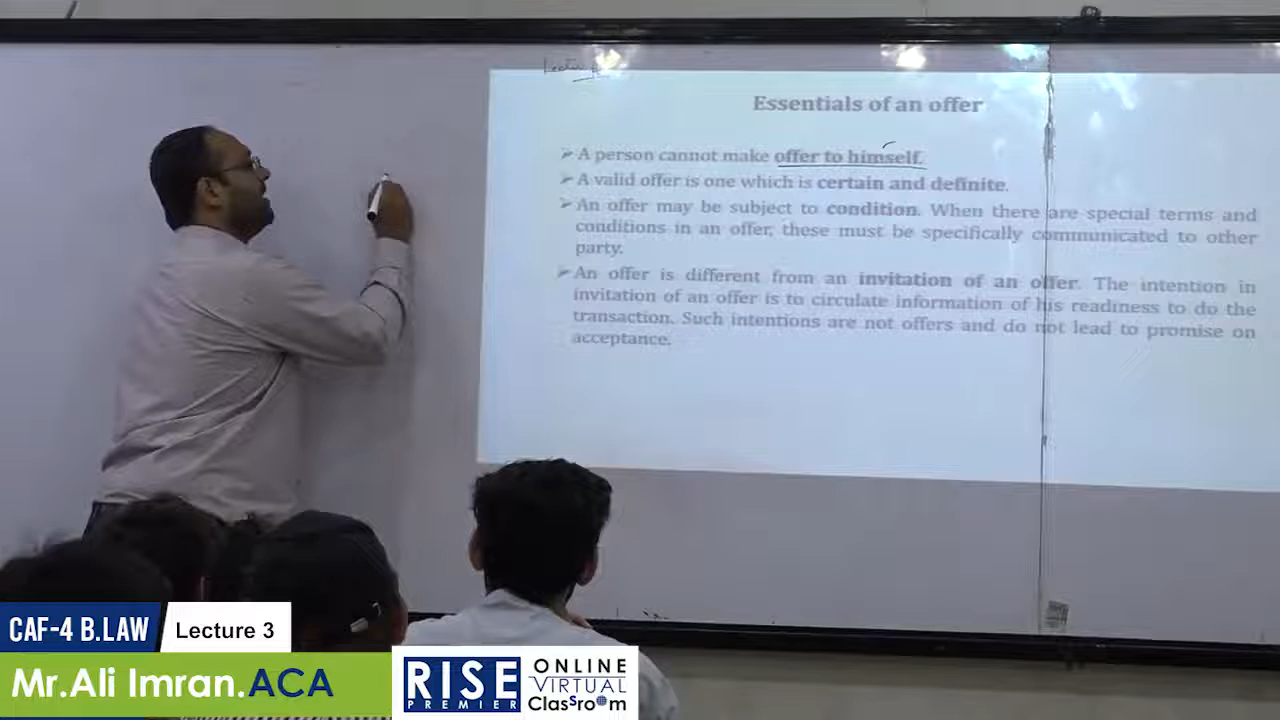 Essentials of an offer
➢ A person cannot make offer to himself.
➢ A valid offer is one which is certain and definite.
➢ An offer may be subject to condition. When there are special terms and
conditions in an offer, these must be specifically communicated to other
party.
➢ An offer is different from an invitation of an offer. The intention in
invitation of an offer is to circulate information of his readiness to do the
transaction. Such intentions are not offers and do not lead to promise on
acceptance.
CAF-4 B.LAW
Lecture 3
Mr.Ali Imran.ACA
RISE
PREMIER
ONLINE
VIRTUAL
Classroom